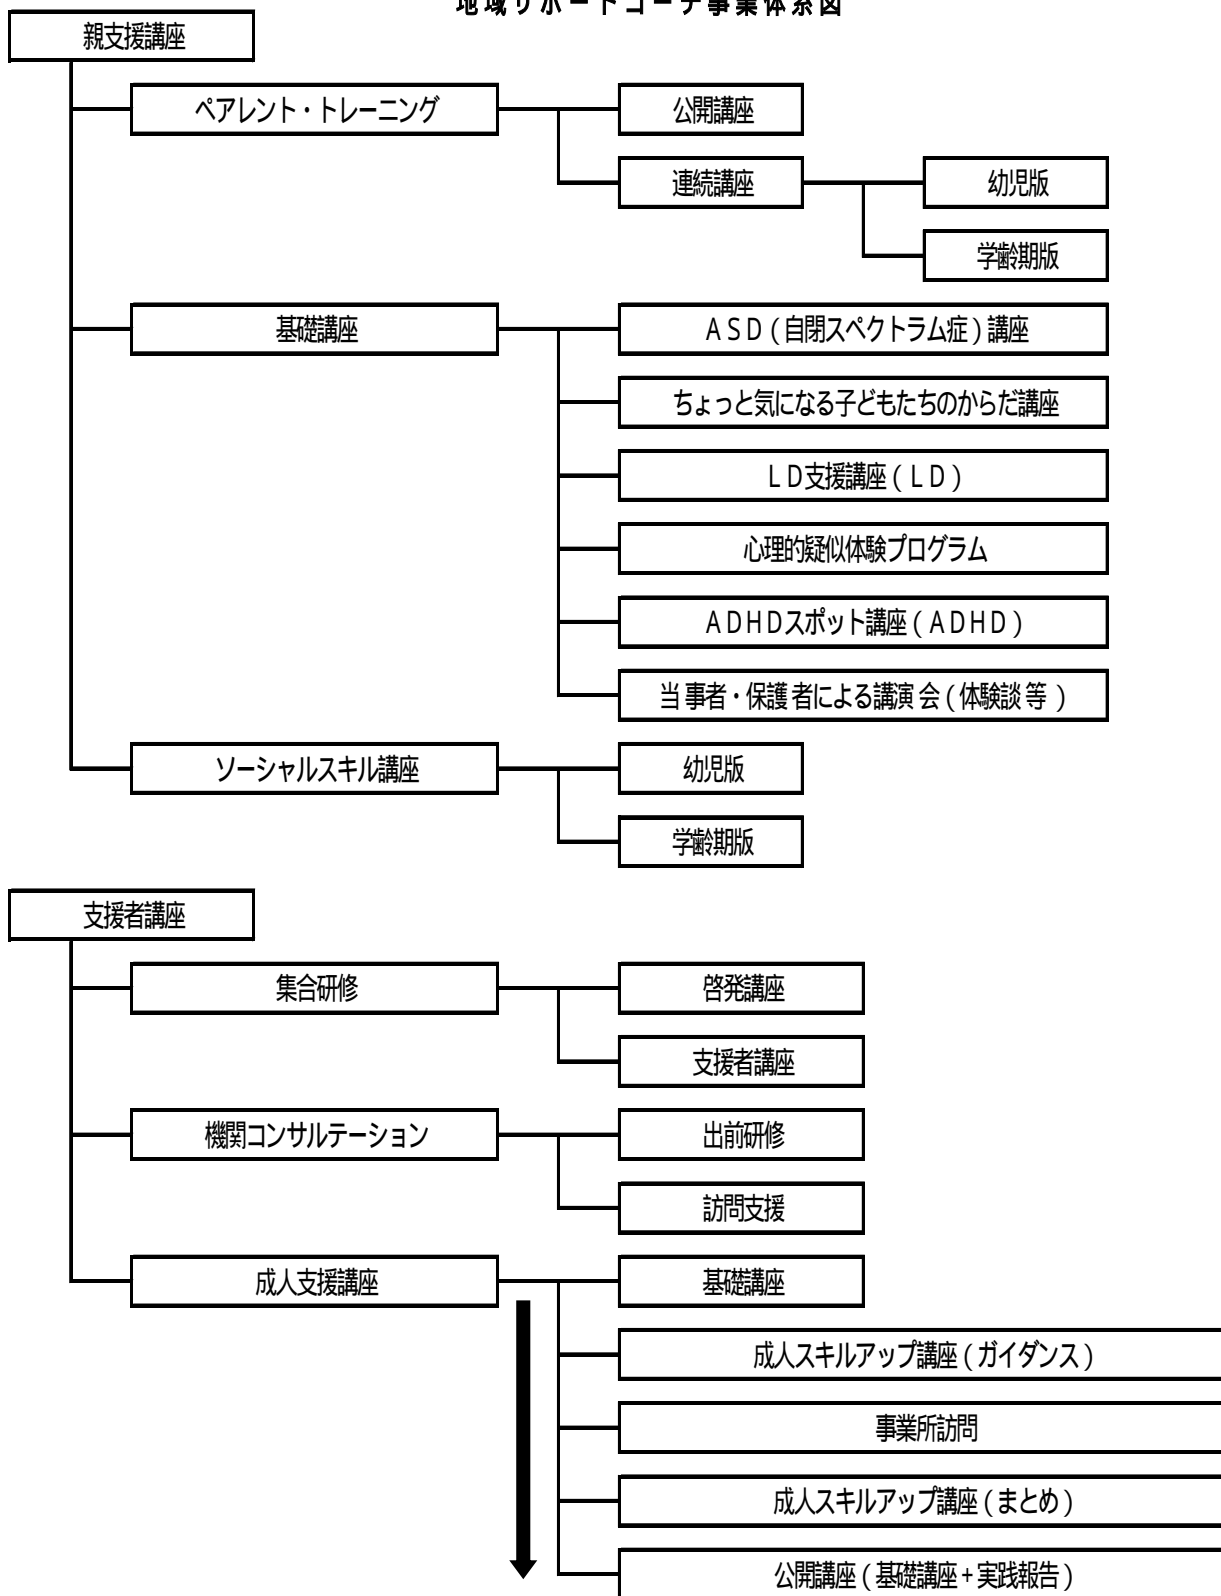 地域サポートコーチ事業体系図
親支援講座
ペアレント・トレーニング
公開講座
連続講座
幼児版
学齢期版
基礎講座
ASD(自閉スペクトラム症)講座
ちょっと気になる子どもたちのからだ講座
LD支援講座(LD)
心理的疑似体験プログラム
ADHDスポット講座(ADHD)
当事者・保護者による講演会(体験談等)
ソーシャルスキル講座
幼児版
学齢期版
支援者講座
集合研修
啓発講座
支援者講座
機関コンサルテーション
出前研修
訪問支援
成人支援講座
基礎講座
成人スキルアップ講座(ガイダンス)
事業所訪問
成人スキルアップ講座(まとめ)
公開講座(基礎講座+実践報告)